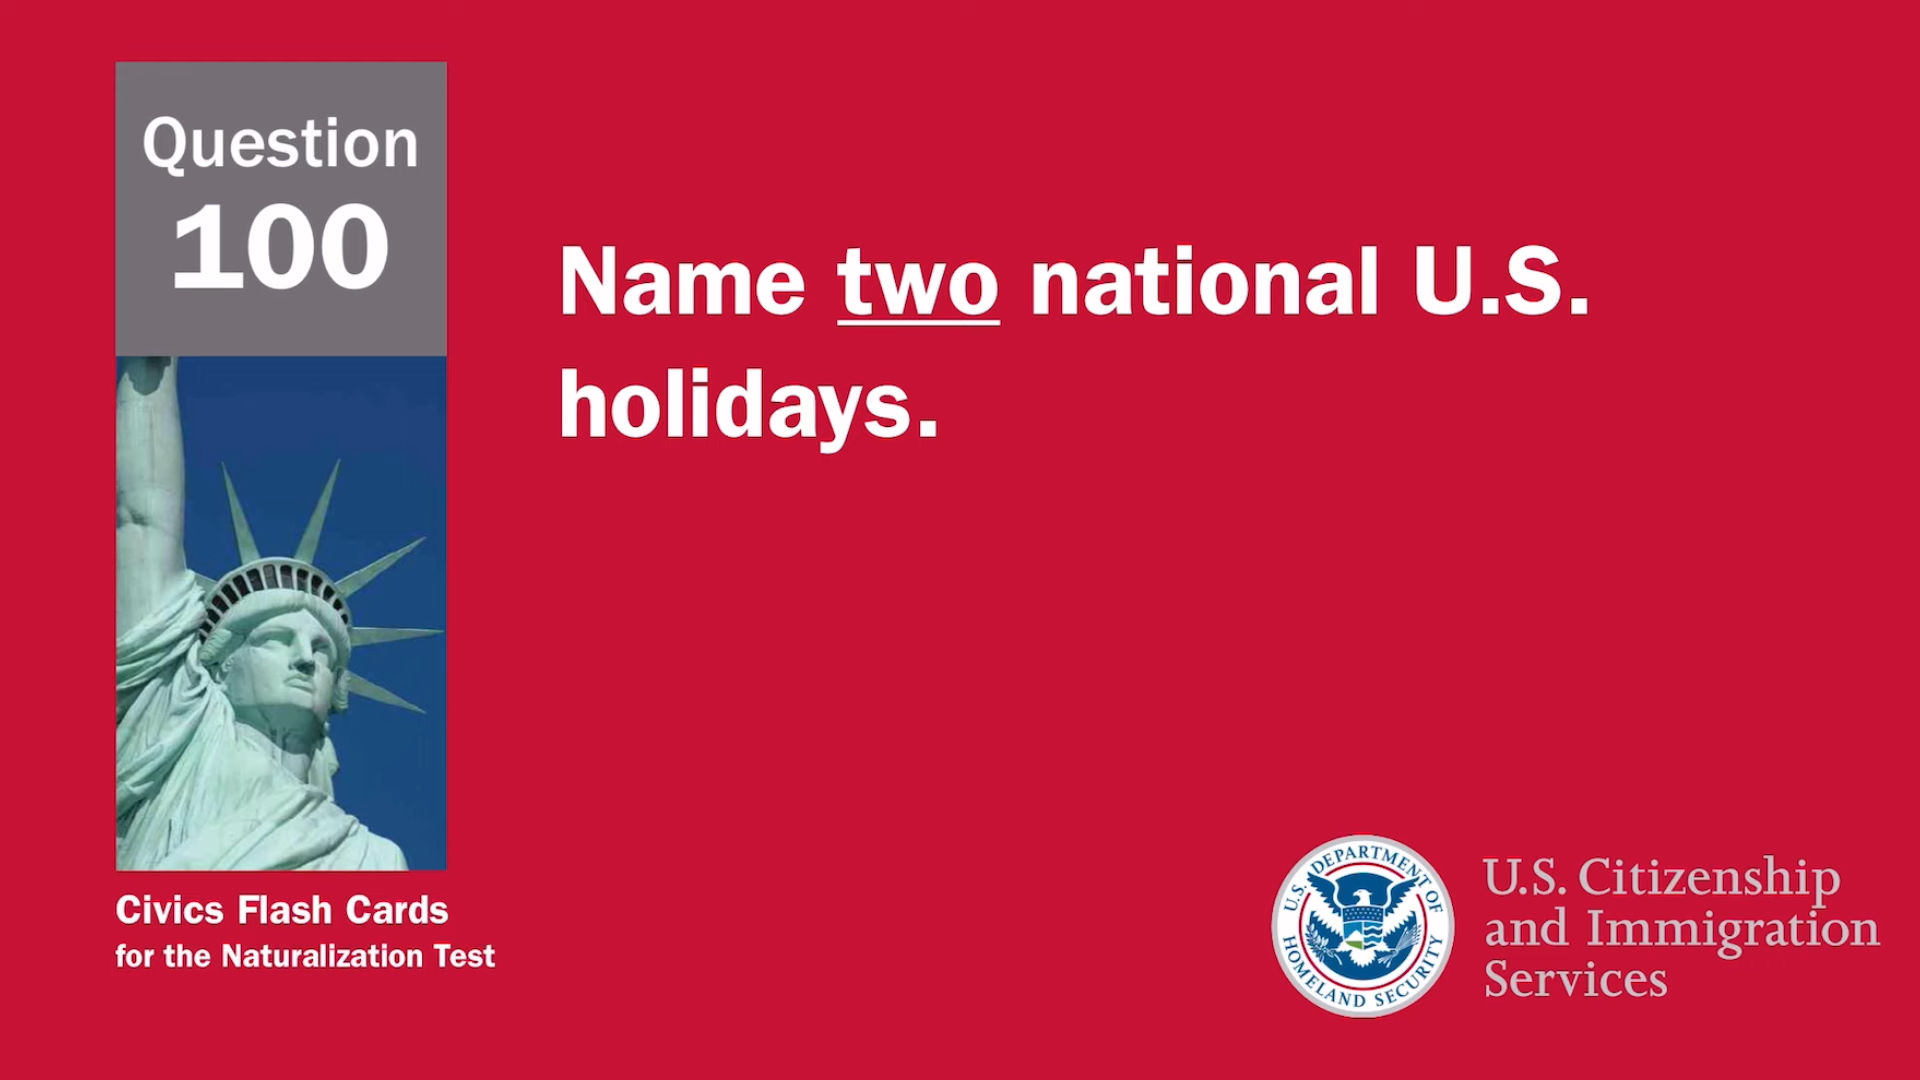 Question
100
Name two national U.S.
holidays.
Civics Flash Cards
for the Naturalization Test
U.S. DEPARTMENT OF
HOMELAND SECURITY
U.S. Citizenship
and Immigration
Services